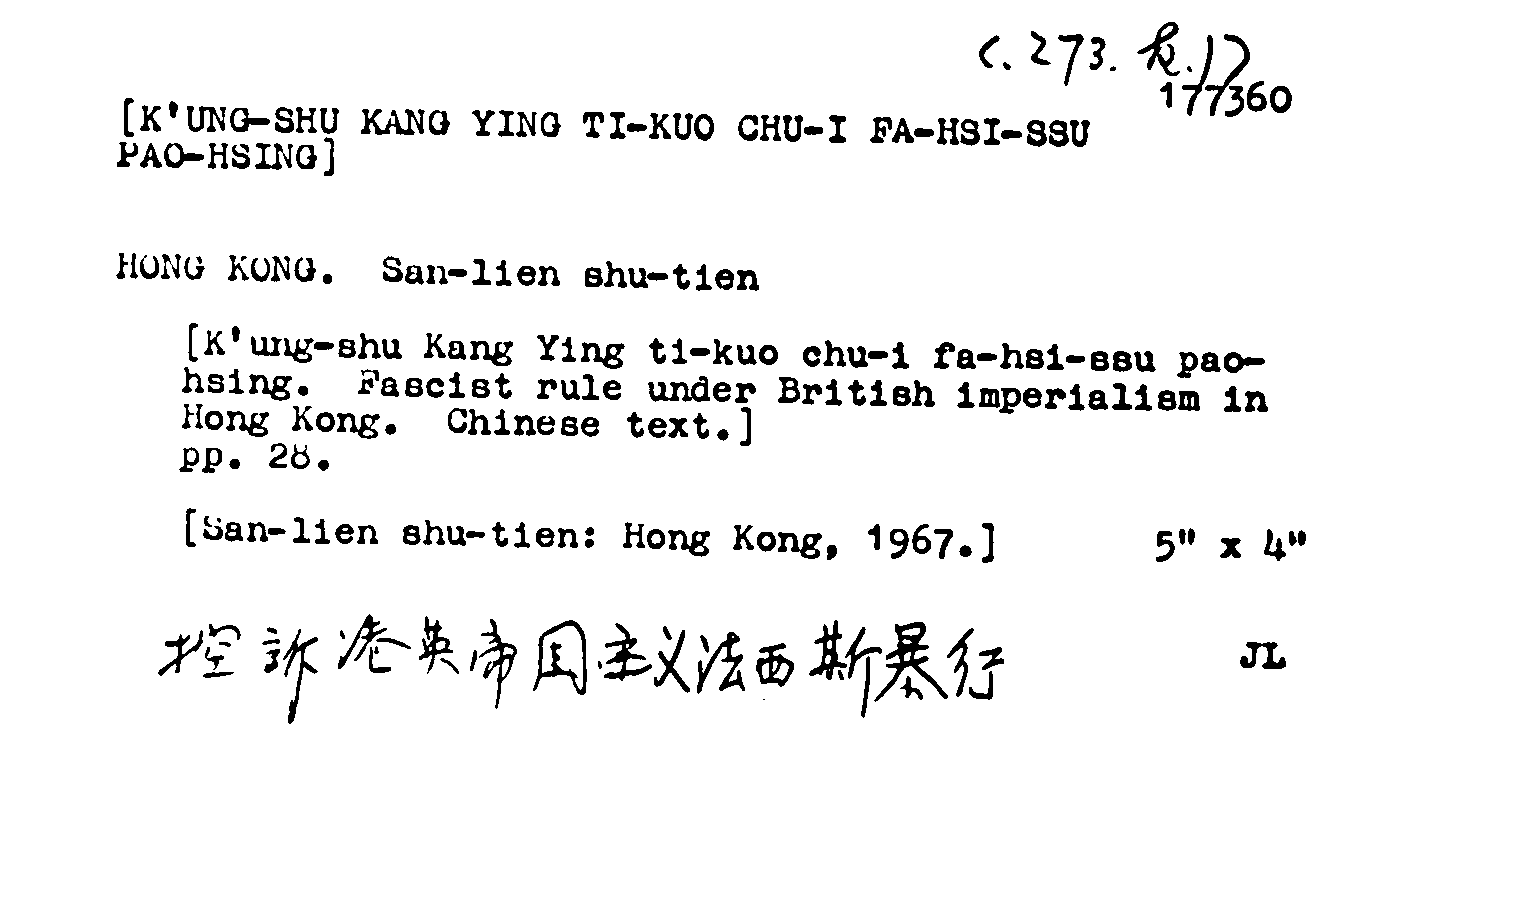 C. 273. k. 17
177360
[K'UNG-SHU KANG YING TI-KUO CHU-I FA-HSI-SSU
PAO-HSING]
HONG KONG. San-lien shu-tien
[K'ung-shu Kang Ying ti-kuo chu-i fa-hsi-ssu pao-
hsing. Fascist rule under British imperialism in
Hong Kong. Chinese text.]
pp. 28.
[San-lien shu-tien: Hong Kong, 1967.] 5" x 4"
控訴港英帝国主义法西斯暴行 JL